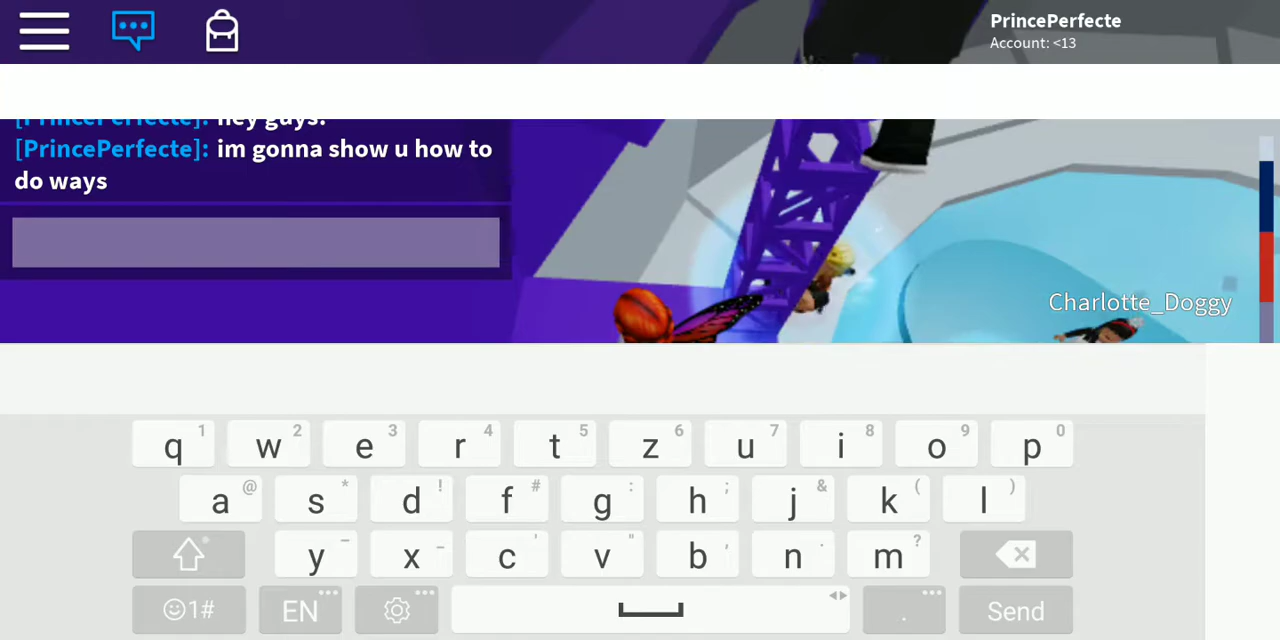 PrincePerfecte
Account: <13
[PrincePerfecte]: hey guys!
[PrincePerfecte]: im gonna show u how to
do ways
Charlotte_Doggy
q 1 w 2 e 3 r 4 t 5 z 6 u 7 i 8 o 9 p 0
a @ s * d ! f # g : h ; j & k ( l )
y – x _ c ' v " b , n . m ?
☺1# EN ... ... ◂▸ . ... Send